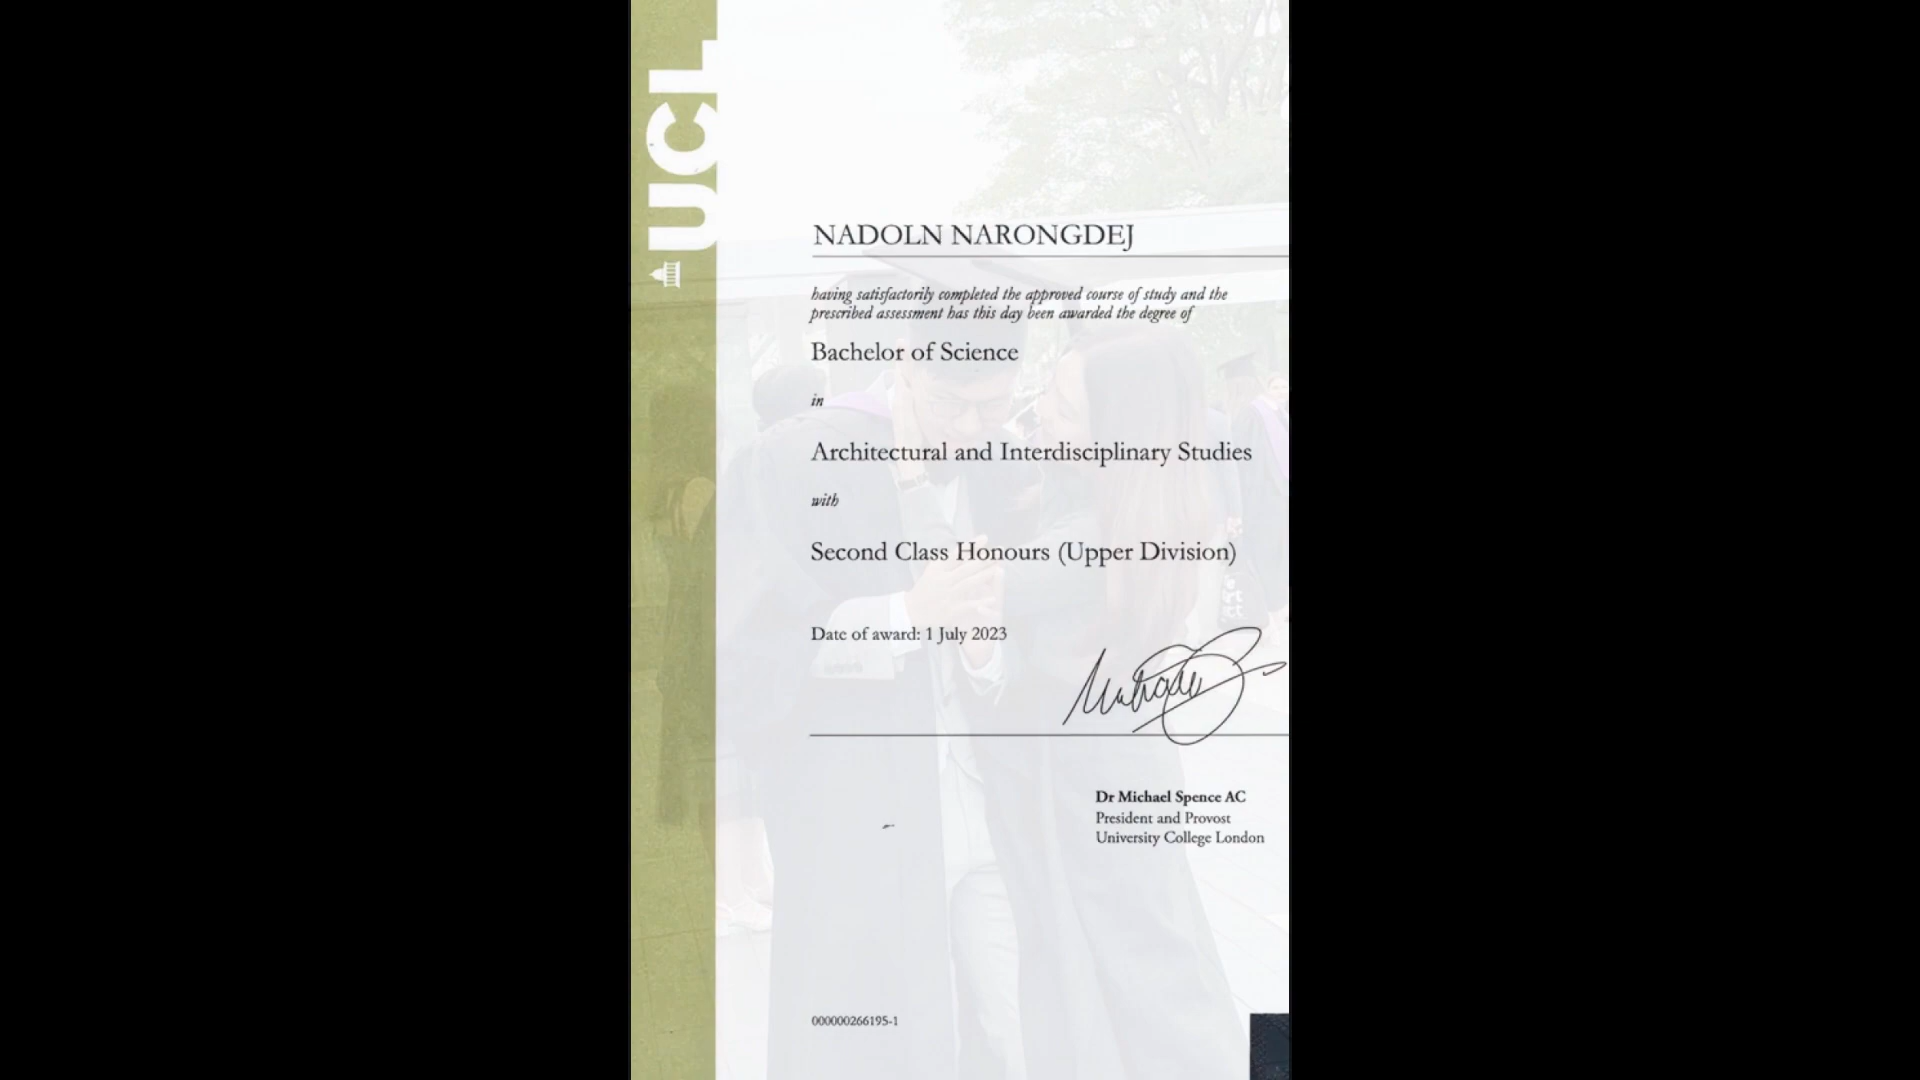 UCL
NADOLN NARONGDEJ
having satisfactorily completed the approved course of study and the
prescribed assessment has this day been awarded the degree of
Bachelor of Science
in
Architectural and Interdisciplinary Studies
with
Second Class Honours (Upper Division)
Date of award: 1 July 2023
Dr Michael Spence AC
President and Provost
University College London
000000266195-1